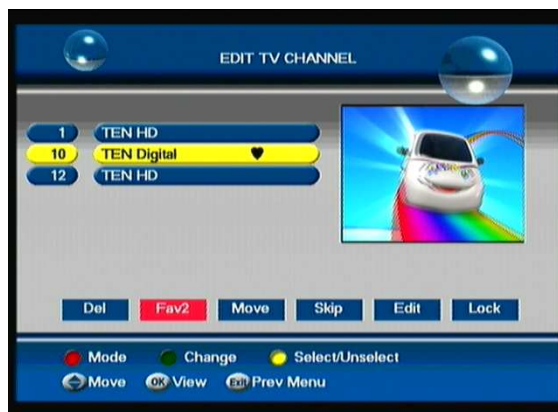 EDIT TV CHANNEL
1 TEN HD
10 TEN Digital
12 TEN HD
Del Fav2 Move Skip Edit Lock
Mode Change Select/Unselect
Move OK View Exit Prev Menu